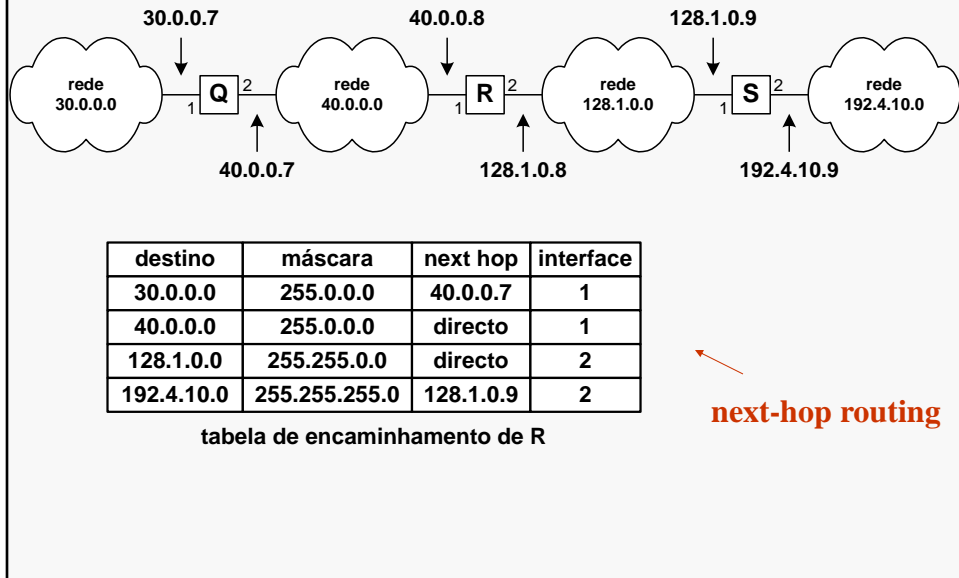 30.0.0.7 40.0.0.8 128.1.0.9
rede
30.0.0.0
1 Q 2
rede
40.0.0.0
1 R 2
rede
128.1.0.0
1 S 2
rede
192.4.10.0
40.0.0.7 128.1.0.8 192.4.10.9
destino máscara next hop interface
30.0.0.0 255.0.0.0 40.0.0.7 1
40.0.0.0 255.0.0.0 directo 1
128.1.0.0 255.255.0.0 directo 2
192.4.10.0 255.255.255.0 128.1.0.9 2
tabela de encaminhamento de R
next-hop routing